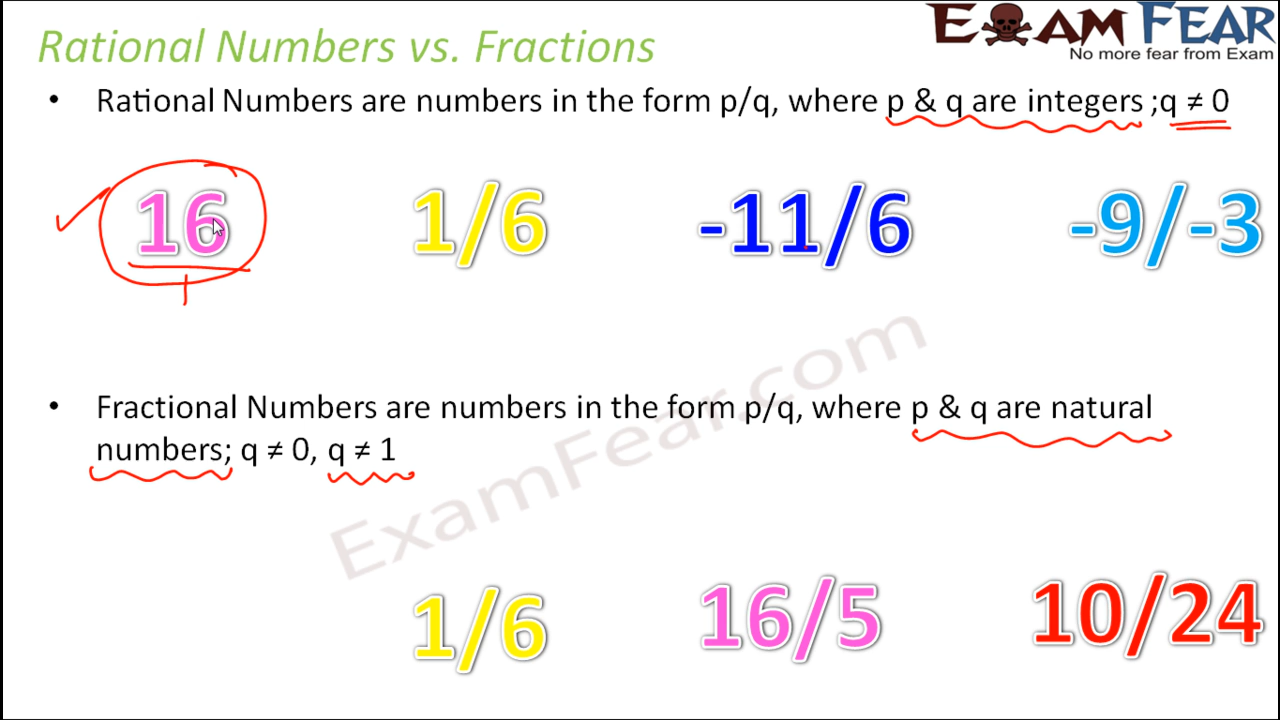 EXAM FEAR
No more fear from Exam
Rational Numbers vs. Fractions
• Rational Numbers are numbers in the form p/q, where p & q are integers ;q ≠ 0
16 1/6 -11/6 -9/-3
1
• Fractional Numbers are numbers in the form p/q, where p & q are natural
numbers; q ≠ 0, q ≠ 1
ExamFear.com
1/6 16/5 10/24